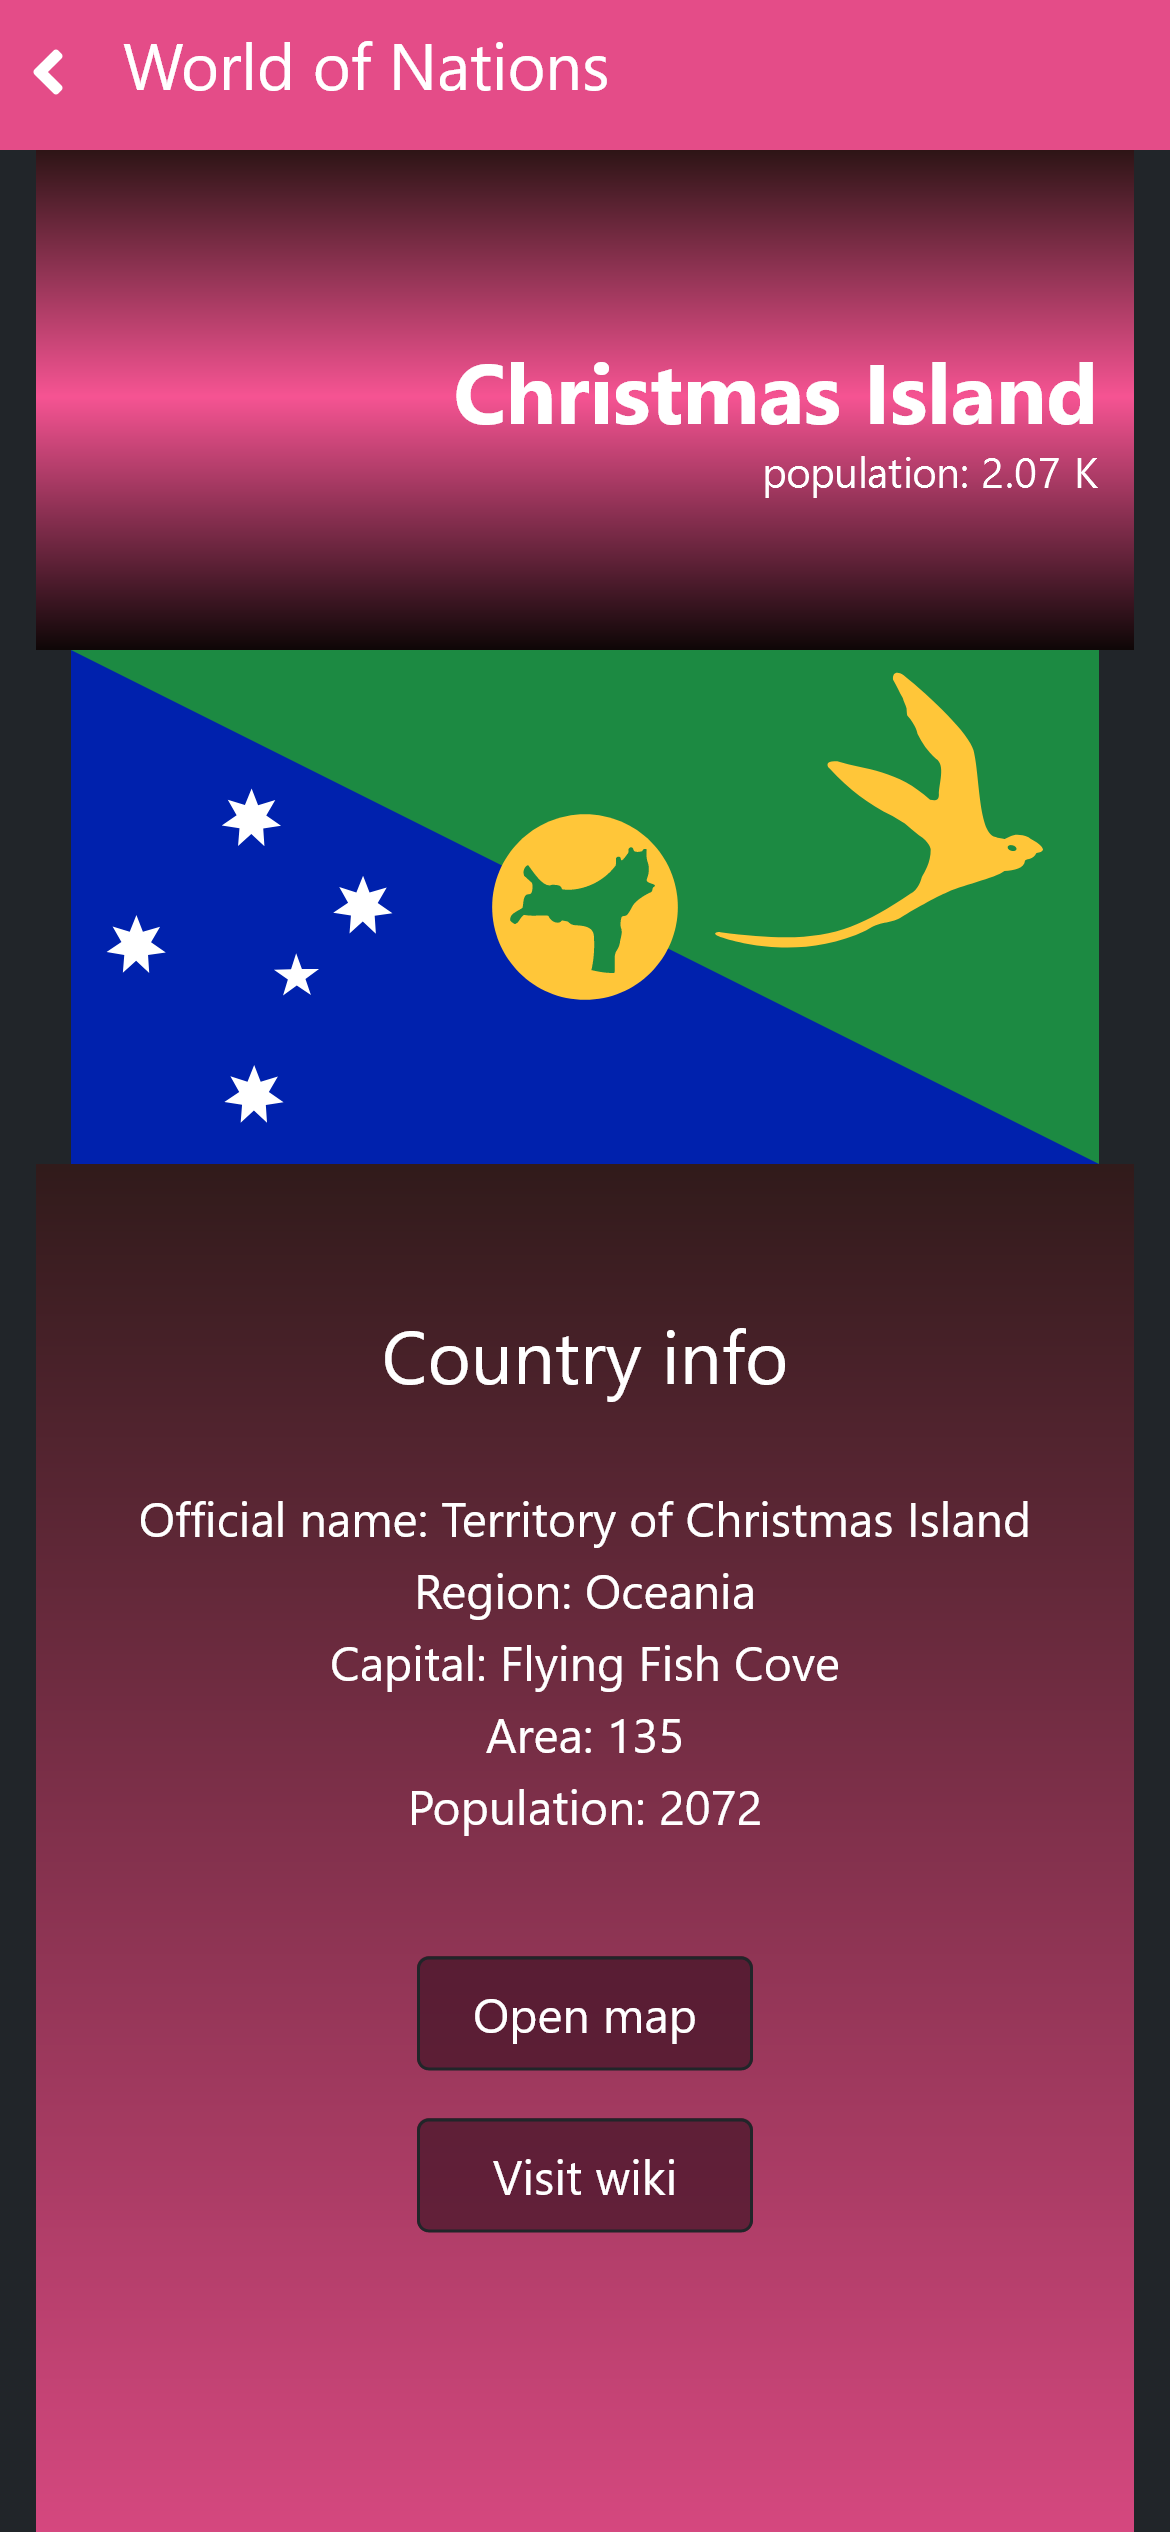 World of Nations
Christmas Island
population: 2.07 K
Country info
Official name: Territory of Christmas Island
Region: Oceania
Capital: Flying Fish Cove
Area: 135
Population: 2072
Open map
Visit wiki